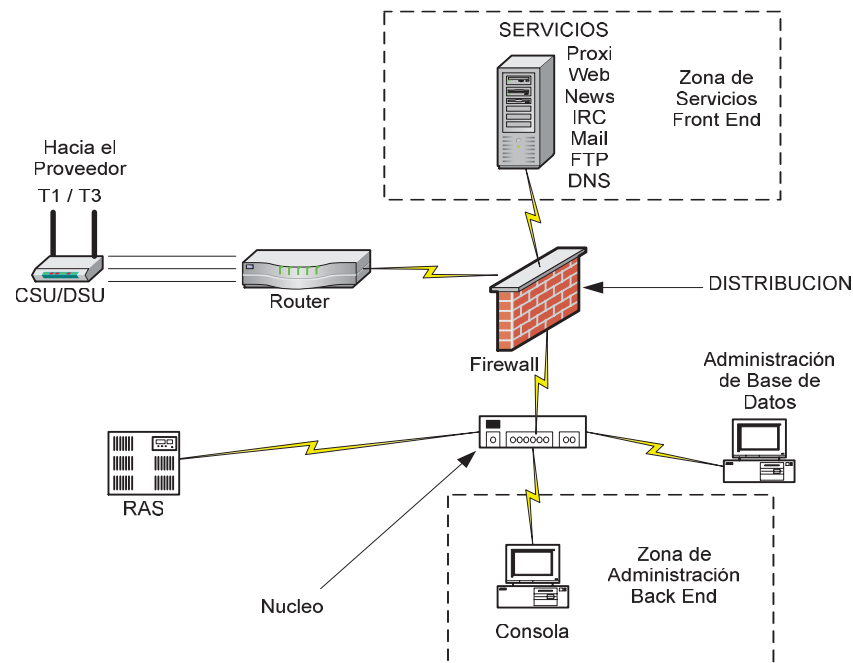 SERVICIOS
Proxi
Web
News
IRC
Mail
FTP
DNS
Zona de
Servicios
Front End
Hacia el
Proveedor
T1 / T3
CSU/DSU
Router
DISTRIBUCION
Firewall
Administración
de Base de
Datos
RAS
Nucleo
Zona de
Administración
Back End
Consola